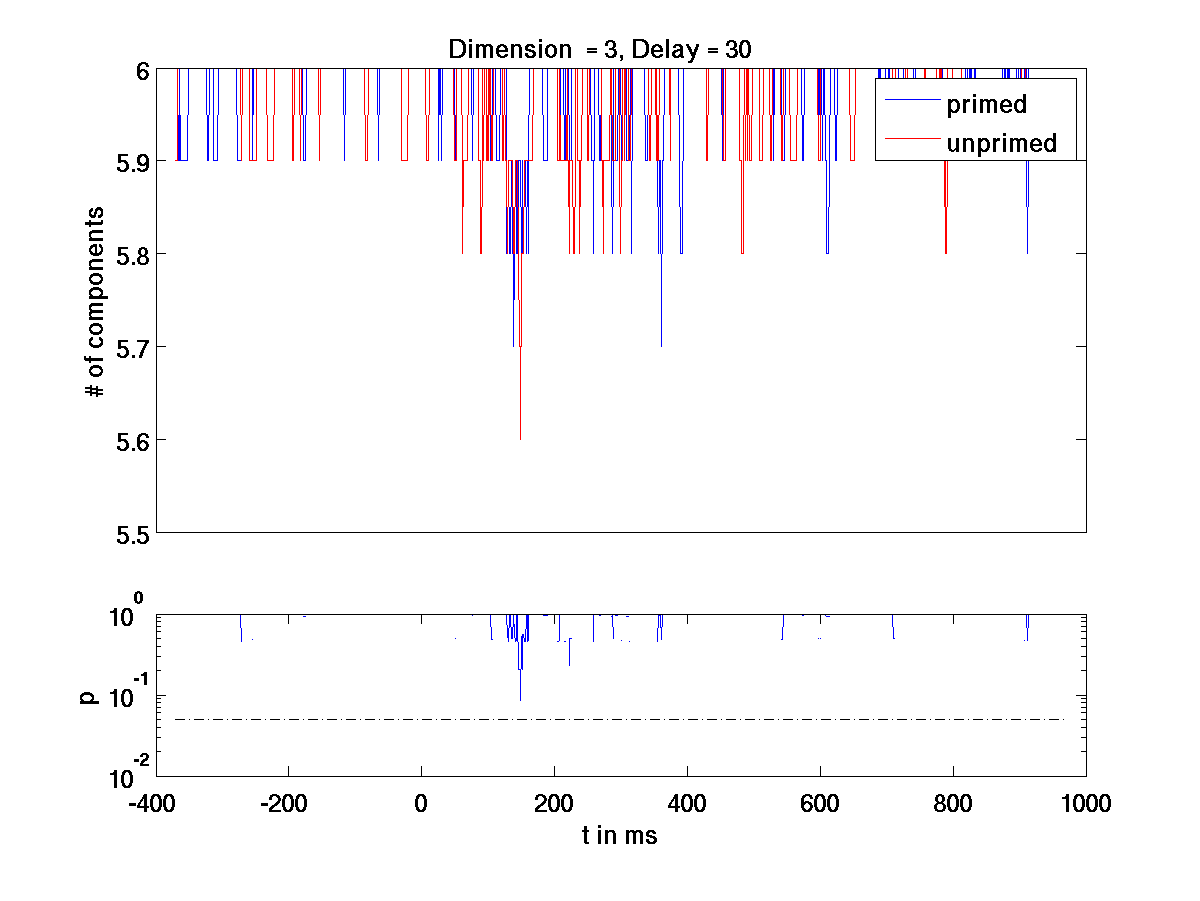 Dimension = 3, Delay = 30
6
5.9
5.8
5.7
5.6
5.5
# of components
primed
unprimed
10^0
10^-1
10^-2
p
-400 -200 0 200 400 600 800 1000
t in ms